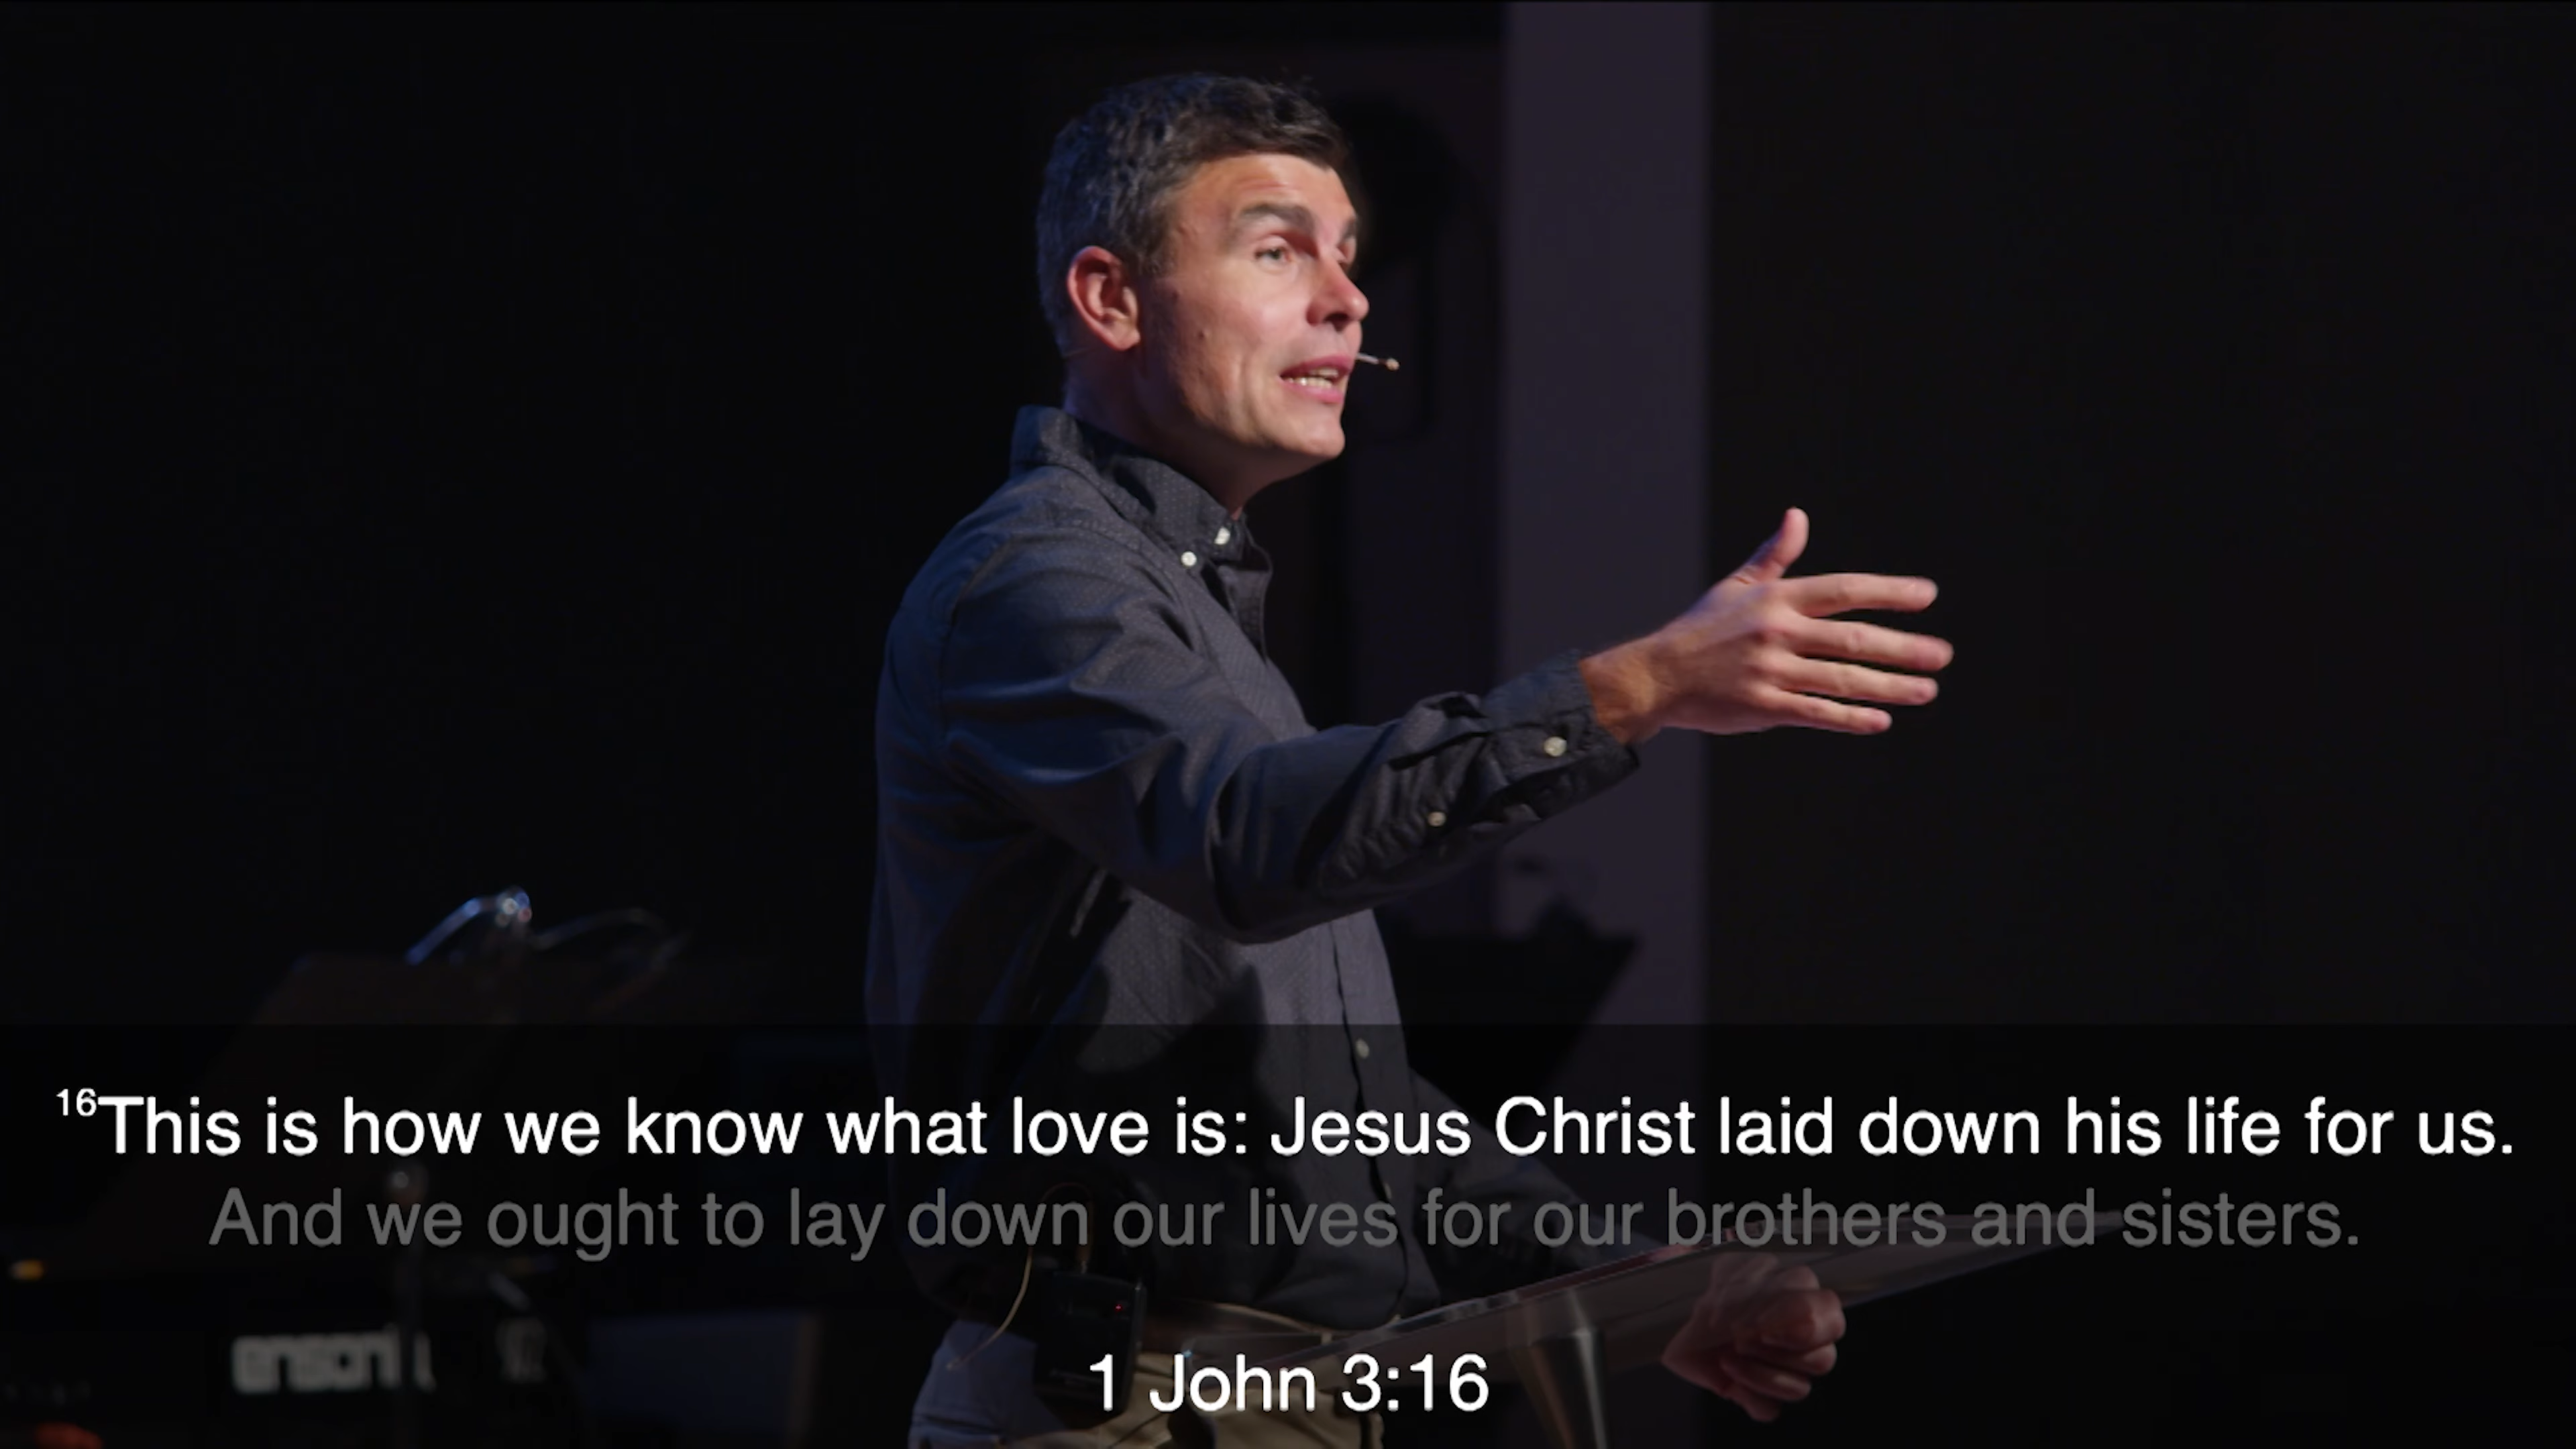 ¹⁶This is how we know what love is: Jesus Christ laid down his life for us.
And we ought to lay down our lives for our brothers and sisters.
1 John 3:16